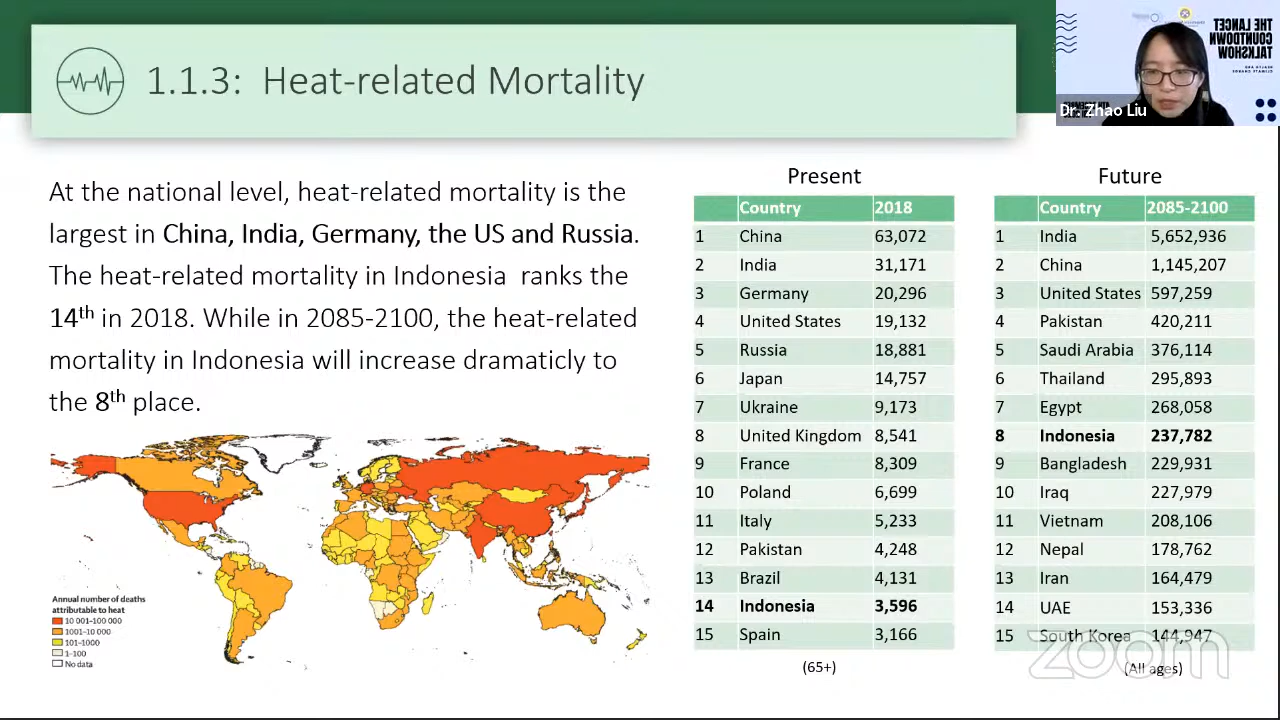 1.1.3: Heat-related Mortality
THE LANCET
COUNTDOWN
TALKSHOW
HEALTH AND
CLIMATE CHANGE
Dr. Zhao Liu
At the national level, heat-related mortality is the
largest in China, India, Germany, the US and Russia.
The heat-related mortality in Indonesia ranks the
14th in 2018. While in 2085-2100, the heat-related
mortality in Indonesia will increase dramaticly to
the 8th place.
Annual number of deaths
attributable to heat
10 001–100 000
1001–10 000
101–1000
1–100
No data
Present
Country 2018
1 China 63,072
2 India 31,171
3 Germany 20,296
4 United States 19,132
5 Russia 18,881
6 Japan 14,757
7 Ukraine 9,173
8 United Kingdom 8,541
9 France 8,309
10 Poland 6,699
11 Italy 5,233
12 Pakistan 4,248
13 Brazil 4,131
14 Indonesia 3,596
15 Spain 3,166
(65+)
Future
Country 2085-2100
1 India 5,652,936
2 China 1,145,207
3 United States 597,259
4 Pakistan 420,211
5 Saudi Arabia 376,114
6 Thailand 295,893
7 Egypt 268,058
8 Indonesia 237,782
9 Bangladesh 229,931
10 Iraq 227,979
11 Vietnam 208,106
12 Nepal 178,762
13 Iran 164,479
14 UAE 153,336
15 South Korea 144,947
(All ages)
zoom